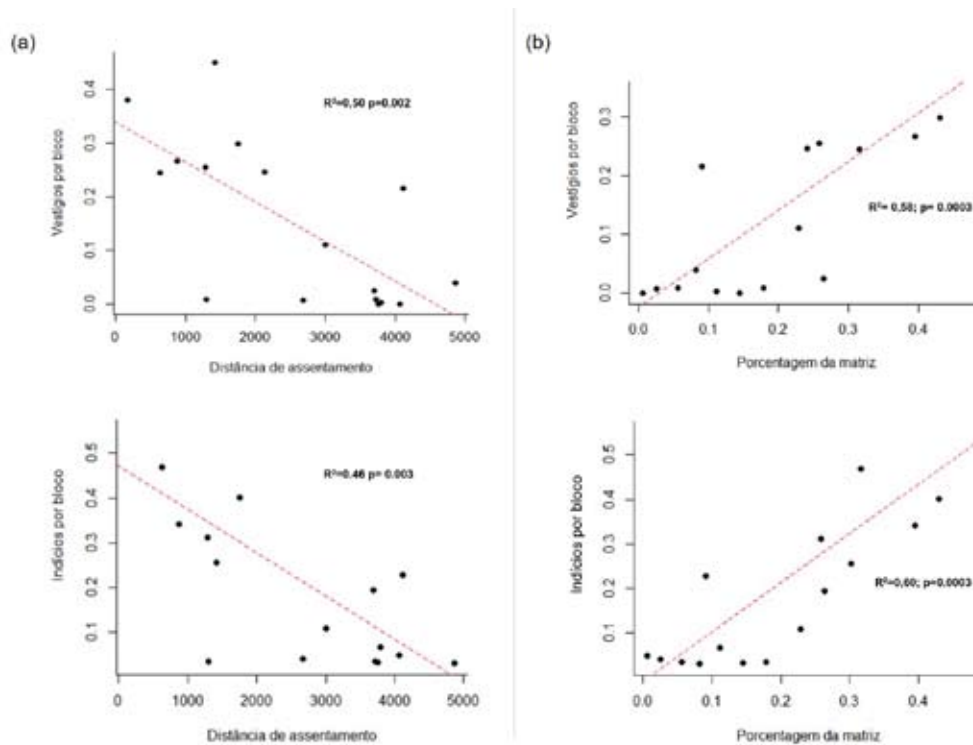 (a)
Vestígios por bloco
0.0 0.1 0.2 0.3 0.4
R²=0,50 p=0.002
0 1000 2000 3000 4000 5000
Distância de assentamento
(b)
Vestígios por bloco
0.0 0.1 0.2 0.3
R²= 0,58; p= 0.0003
0.0 0.1 0.2 0.3 0.4
Porcentagem da matriz
Indícios por bloco
0.1 0.2 0.3 0.4 0.5
R²=0.46 p= 0.003
0 1000 2000 3000 4000 5000
Distância de assentamento
Indícios por bloco
0.1 0.2 0.3 0.4 0.5
R²=0,60; p=0.0003
0.0 0.1 0.2 0.3 0.4
Porcentagem da matriz